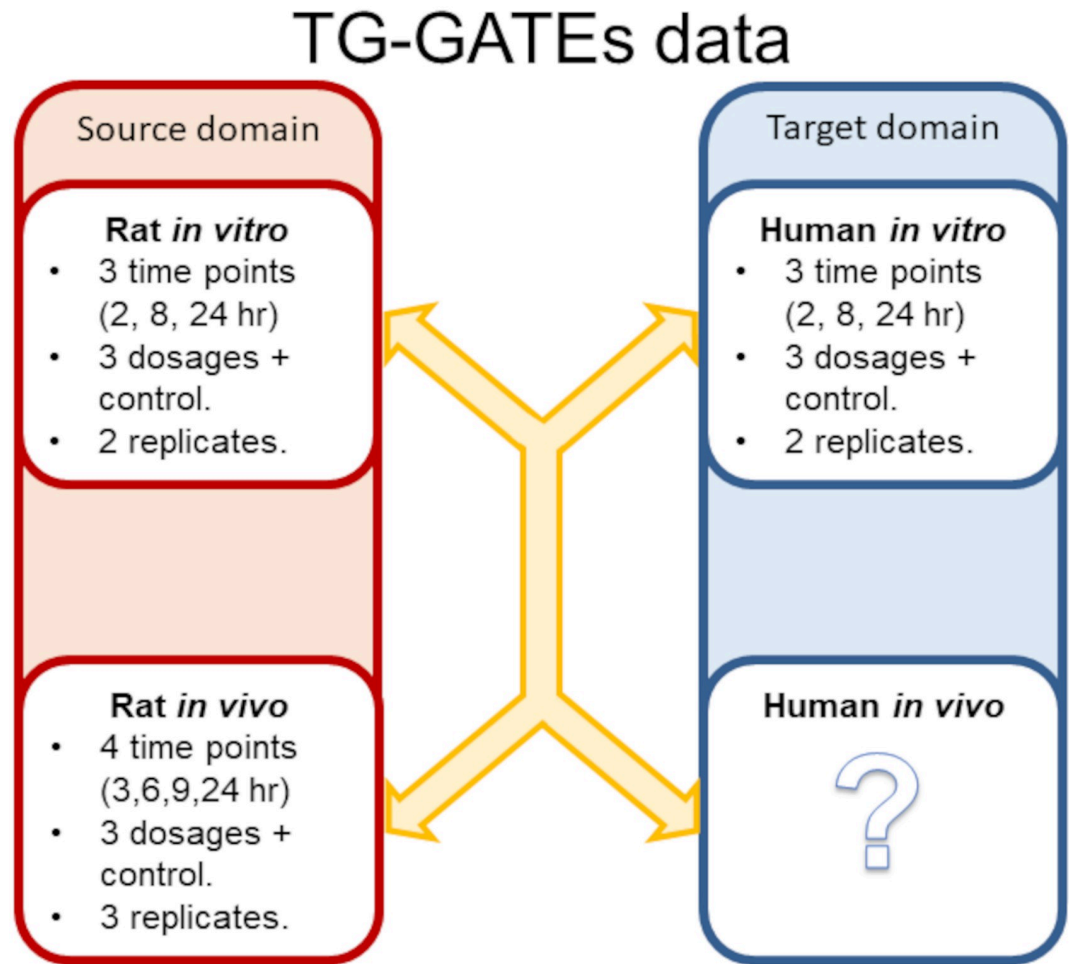 TG-GATEs data
Source domain
Rat in vitro
• 3 time points
(2, 8, 24 hr)
• 3 dosages +
control.
• 2 replicates.
Rat in vivo
• 4 time points
(3,6,9,24 hr)
• 3 dosages +
control.
• 3 replicates.
Target domain
Human in vitro
• 3 time points
(2, 8, 24 hr)
• 3 dosages +
control.
• 2 replicates.
Human in vivo
?